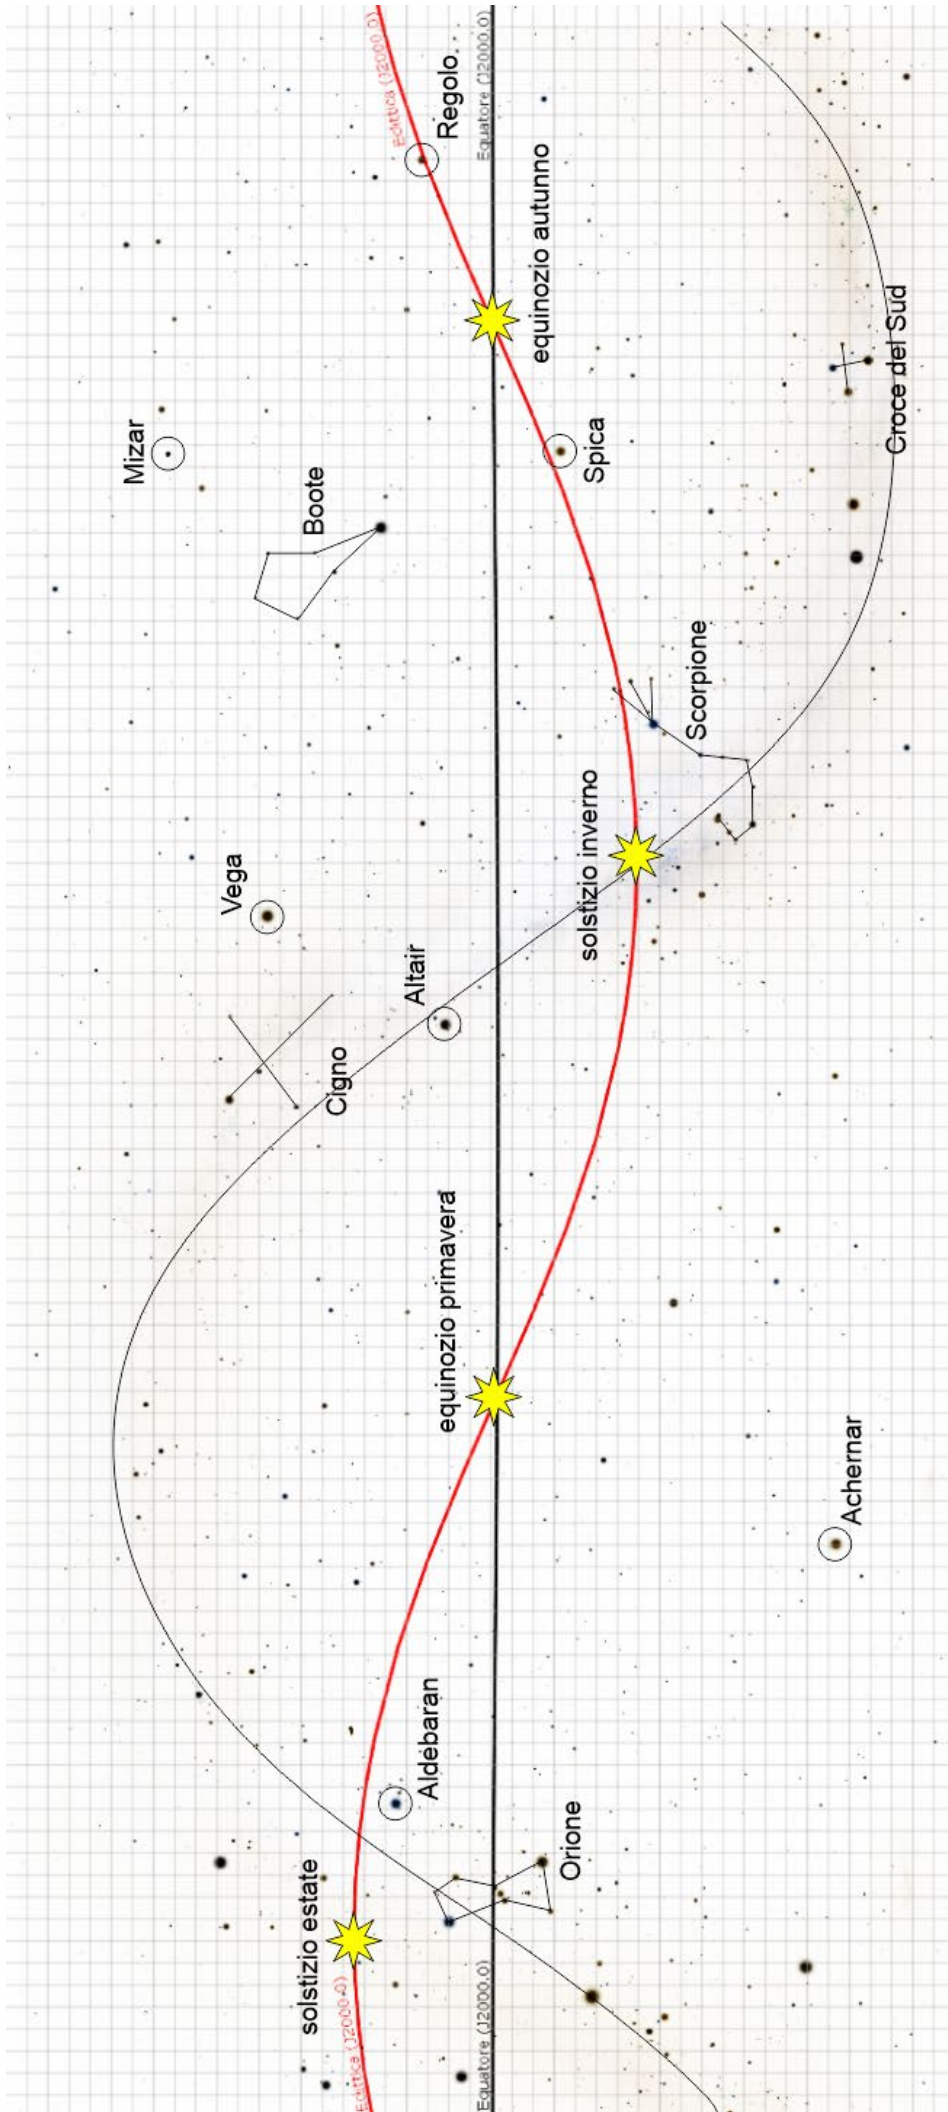 Mizar
Vega
solstizio estate
Boote
Cigno
Eclittica (J2000.0)
Eclittica (J2000.0)
Altair
Aldebaran
equinozio primavera
Regolo
Equatore (J2000.0)
Equatore (J2000.0)
equinozio autunno
Orione
solstizio inverno
Spica
Scorpione
Achernar
Croce del Sud